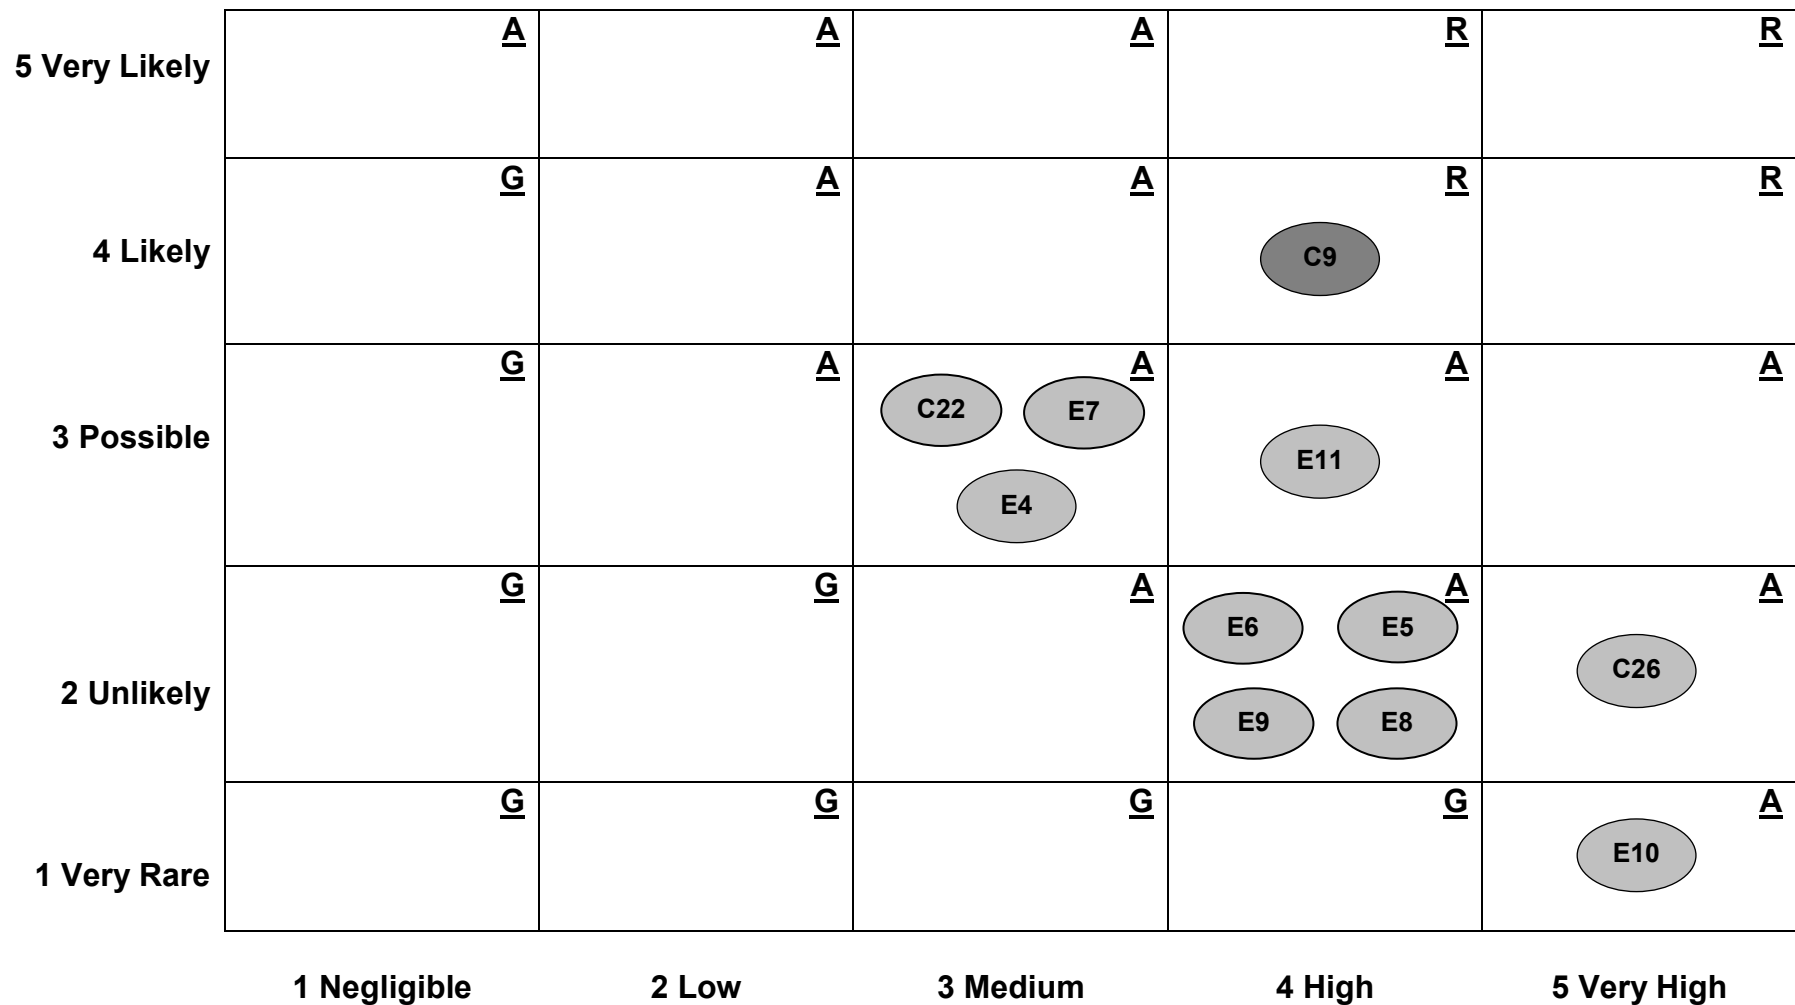 A A A R R
5 Very Likely
G A A R R
4 Likely
C9
G A A A A
C22 E7
3 Possible
E11
E4
G G A A A
E6 E5
C26
2 Unlikely
E9 E8
G G G G A
E10
1 Very Rare
1 Negligible 2 Low 3 Medium 4 High 5 Very High